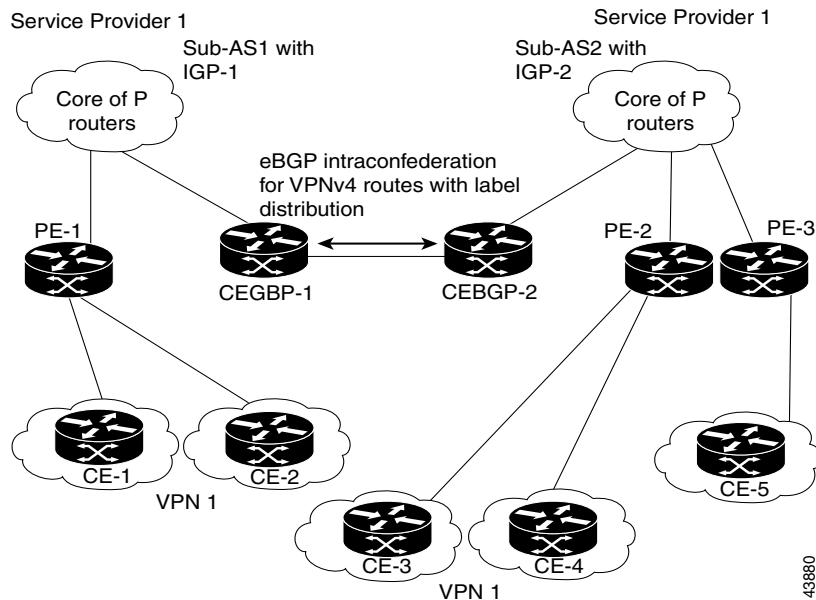 Service Provider 1
Service Provider 1
Sub-AS1 with
IGP-1
Sub-AS2 with
IGP-2
Core of P
routers
Core of P
routers
eBGP intraconfederation
for VPNv4 routes with label
distribution
PE-1
PE-2
PE-3
CEGBP-1
CEBGP-2
CE-1
CE-2
CE-5
VPN 1
CE-3
CE-4
VPN 1
43880